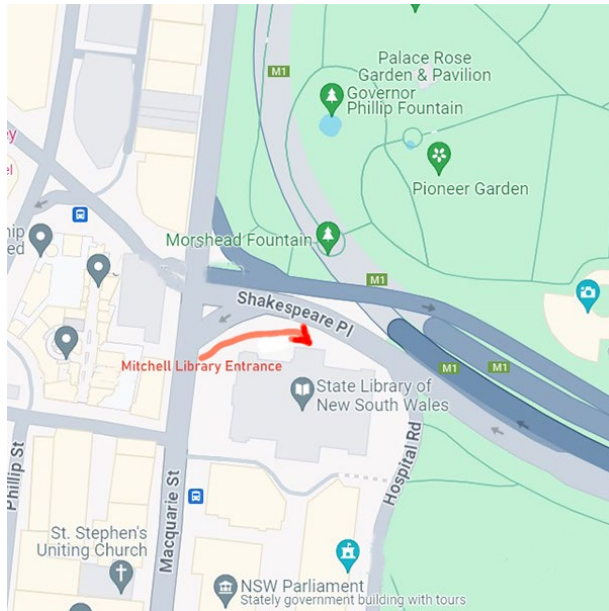 M1
Palace Rose
Garden & Pavilion
Governor
Phillip Fountain
Pioneer Garden
Morshead Fountain
M1
Shakespeare Pl
Mitchell Library Entrance
M1
M1
State Library of
New South Wales
Hospital Rd
Phillip St
Macquarie St
St. Stephen's
Uniting Church
NSW Parliament
Stately government building with tours